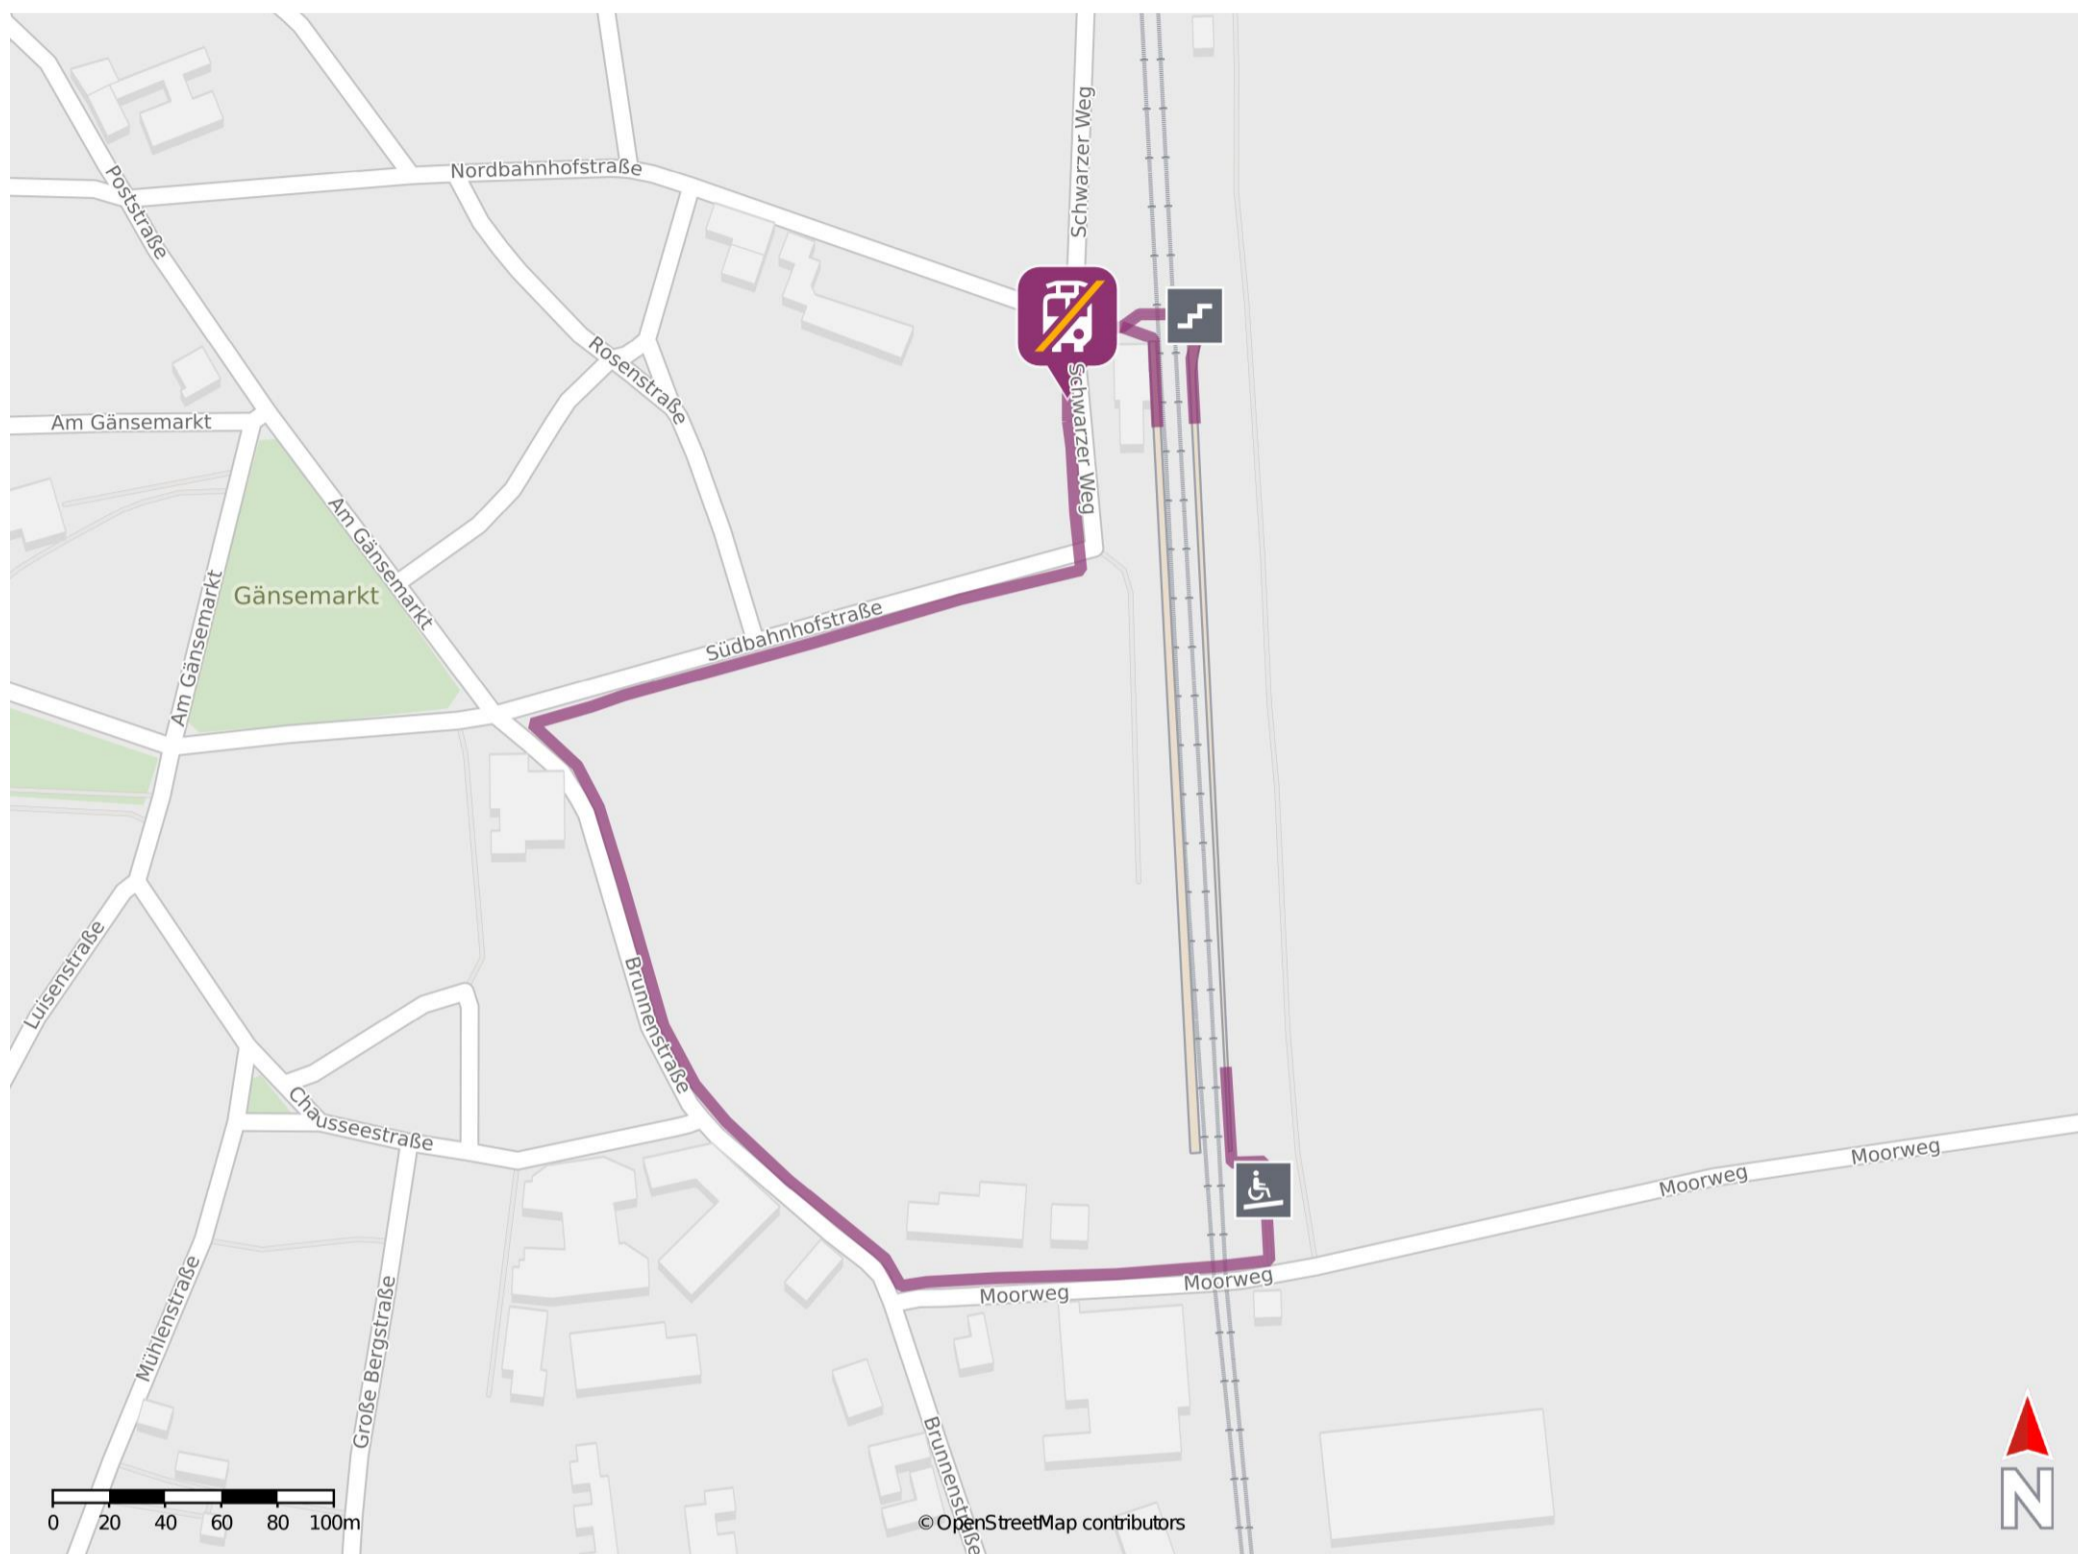 Schwarzer Weg
Nordbahnhofstraße
Poststraße
Rosenstraße
Schwarzer Weg
Am Gänsemarkt
Am Gänsemarkt
Gänsemarkt
Am Gänsemarkt
Südbahnhofstraße
Luisenstraße
Brunnenstraße
Chausseestraße
Moorweg
Moorweg
Moorweg
Moorweg
Mühlenstraße
Große Bergstraße
Brunnenstraße
N
0 20 40 60 80 100m
© OpenStreetMap contributors